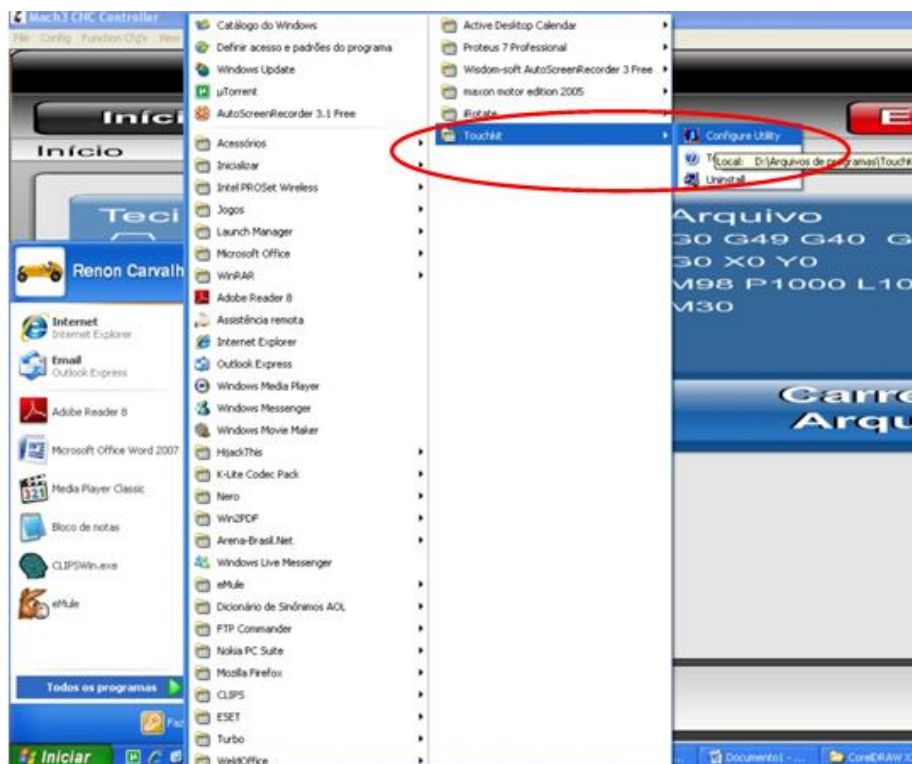 Mach3 CNC Controller
File Config Function Cfg's View
Iníci
Início
Teci
Renon Carvalh
Internet
Internet Explorer
Email
Outlook Express
Adobe Reader 8
Microsoft Office Word 2007
Media Player Classic
Bloco de notas
CLIPSWin.exe
eMule
Todos os programas
Iniciar
Catálogo do Windows
Definir acesso e padrões do programa
Windows Update
µTorrent
AutoScreenRecorder 3.1 Free
Acessórios
Inicializar
Intel PROSet Wireless
Jogos
Launch Manager
Microsoft Office
WinRAR
Adobe Reader 8
Assistência remota
Internet Explorer
Outlook Express
Windows Media Player
Windows Messenger
Windows Movie Maker
HijackThis
K-Lite Codec Pack
Nero
Win2PDF
Arena-Brasil.Net
Windows Live Messenger
eMule
Dicionário de Sinônimos AOL
FTP Commander
Nokia PC Suite
Mozilla Firefox
CLIPS
ESET
Turbo
WeldOffice
Active Desktop Calendar
Proteus 7 Professional
Wisdom-soft AutoScreenRecorder 3 Free
maxon motor edition 2005
iRotate
Touchkit
Configure Utility
Local: D:\Arquivos de programas\Touchk
Uninstall
E
Arquivo
G0 G49 G40 G
G0 X0 Y0
M98 P1000 L10
M30
Carre
Arqu
Documento1 - ...
CorelDRAW X